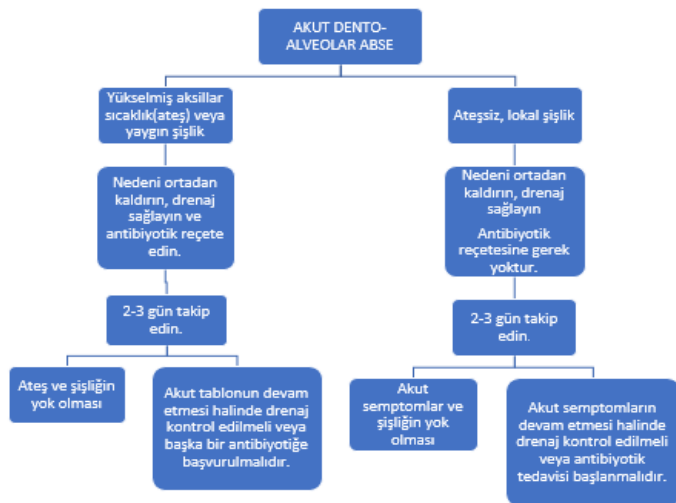 AKUT DENTO-
ALVEOLAR ABSE
Yükselmiş aksillar
sıcaklık(ateş) veya
yaygın şişlik
Ateşsiz, lokal şişlik
Nedeni ortadan
kaldırın, drenaj
sağlayın ve
antibiyotik reçete
edin.
Nedeni ortadan
kaldırın, drenaj
sağlayın
Antibiyotik
reçetesine gerek
yoktur.
2-3 gün takip
edin.
2-3 gün takip
edin.
Ateş ve şişliğin
yok olması
Akut tablonun devam
etmesi halinde drenaj
kontrol edilmeli veya
başka bir antibiyotiğe
başvurulmalıdır.
Akut
semptomlar ve
şişliğin yok
olması
Akut semptomların
devam etmesi halinde
drenaj kontrol edilmeli
veya antibiyotik
tedavisi başlanmalıdır.